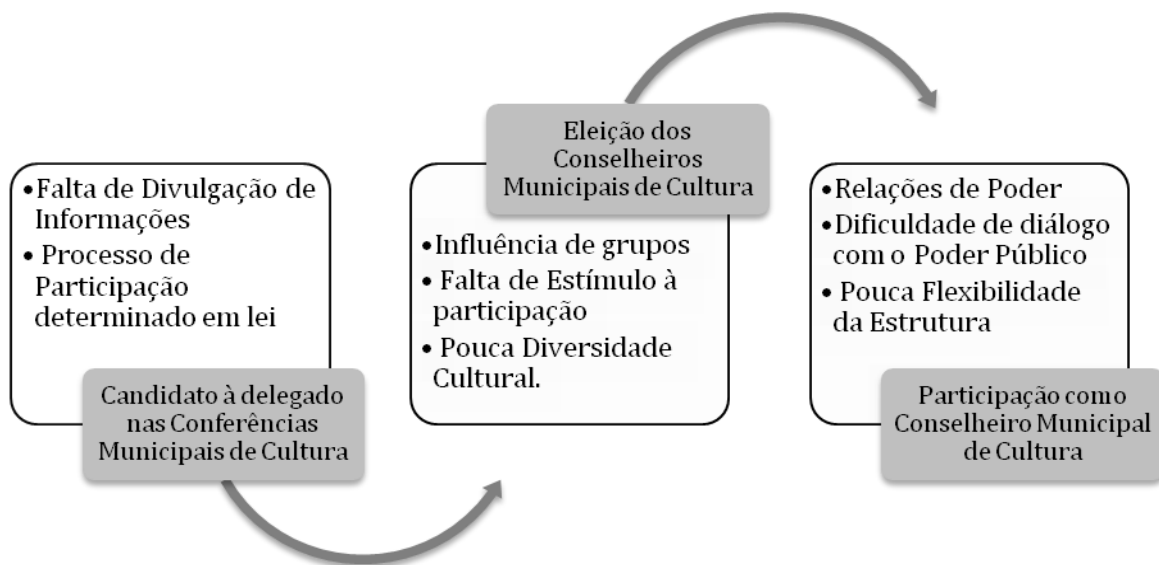 •Falta de Divulgação de
Informações
• Processo de
Participação
determinado em lei
Candidato à delegado
nas Conferências
Municipais de Cultura
Eleição dos
Conselheiros
Municipais de Cultura
•Influência de grupos
• Falta de Estímulo à
participação
• Pouca Diversidade
Cultural.
•Relações de Poder
•Dificuldade de diálogo
com o Poder Público
• Pouca Flexibilidade
da Estrutura
Participação como
Conselheiro Municipal
de Cultura